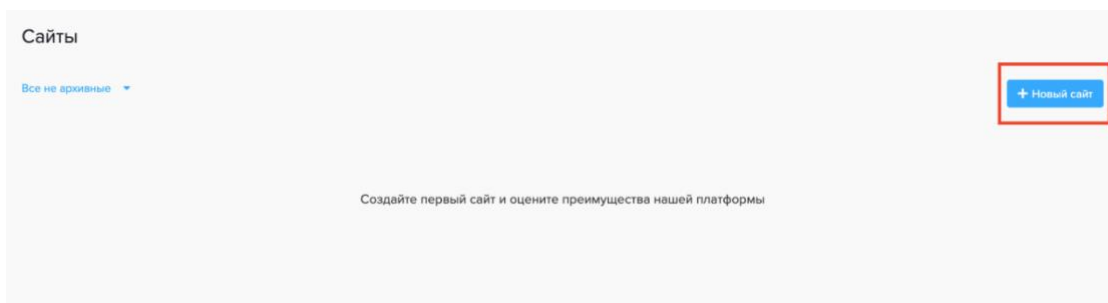 Сайты
Все не архивные
+ Новый сайт
Создайте первый сайт и оцените преимущества нашей платформы